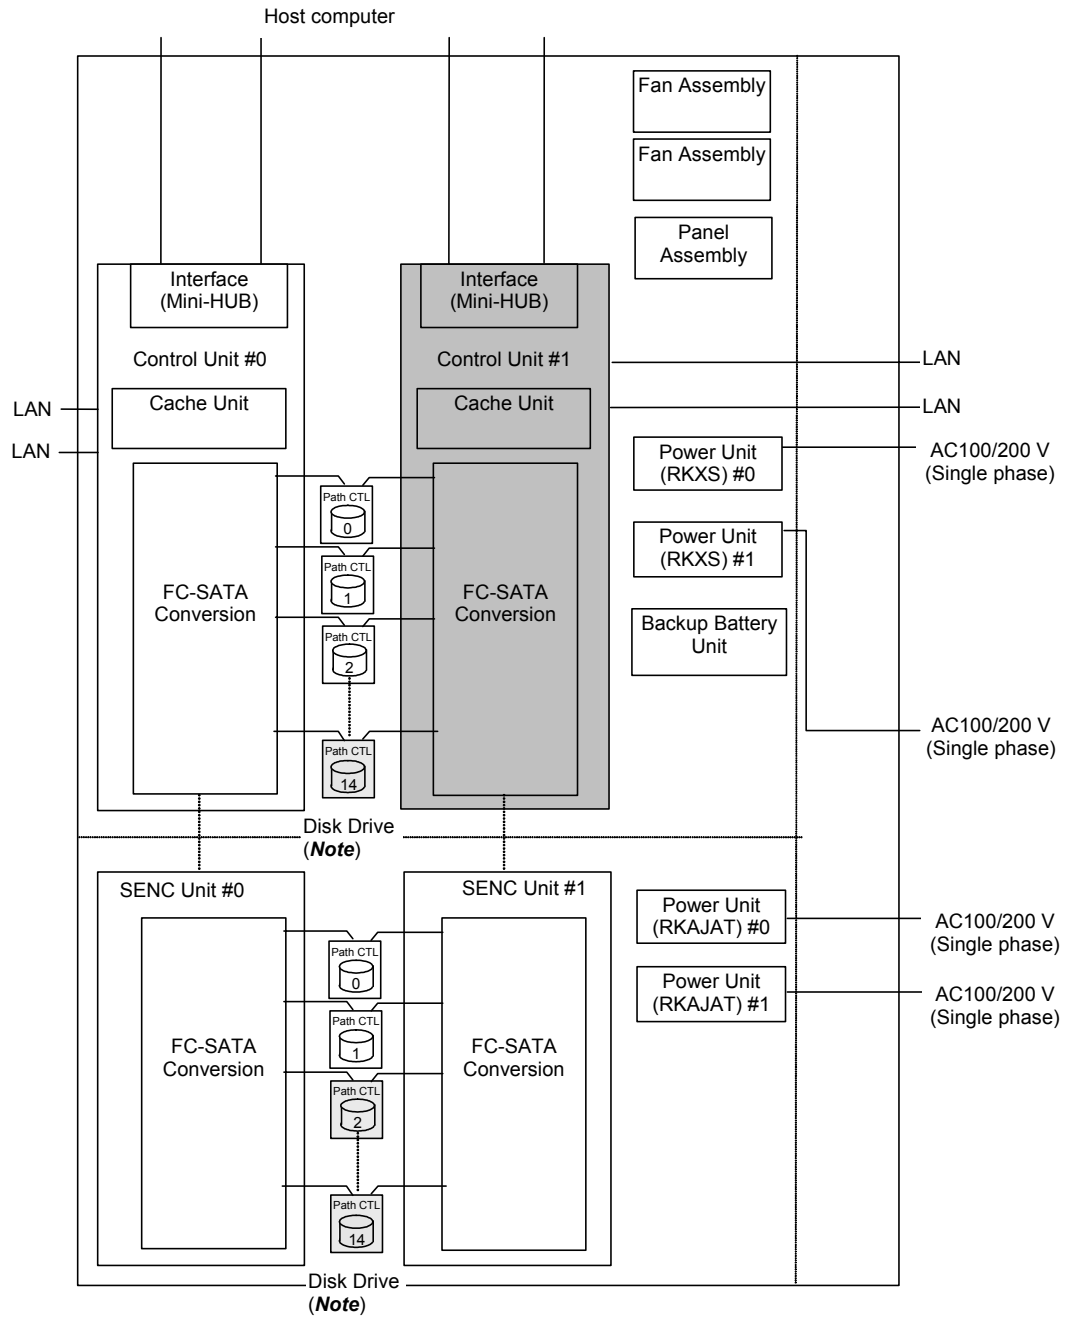 Host computer
Fan Assembly
Fan Assembly
Panel
Assembly
Interface
(Mini-HUB)
Interface
(Mini-HUB)
Control Unit #0
Control Unit #1
LAN
Cache Unit
Cache Unit
LAN
LAN
LAN
Power Unit
(RKXS) #0
AC100/200 V
(Single phase)
Path CTL
0
Power Unit
(RKXS) #1
Path CTL
1
FC-SATA
Conversion
FC-SATA
Conversion
Backup Battery
Unit
Path CTL
2
AC100/200 V
(Single phase)
Path CTL
14
Disk Drive
(Note)
SENC Unit #0
SENC Unit #1
Power Unit
(RKAJAT) #0
AC100/200 V
(Single phase)
Path CTL
0
Power Unit
(RKAJAT) #1
AC100/200 V
(Single phase)
Path CTL
1
FC-SATA
Conversion
FC-SATA
Conversion
Path CTL
2
Path CTL
14
Disk Drive
(Note)